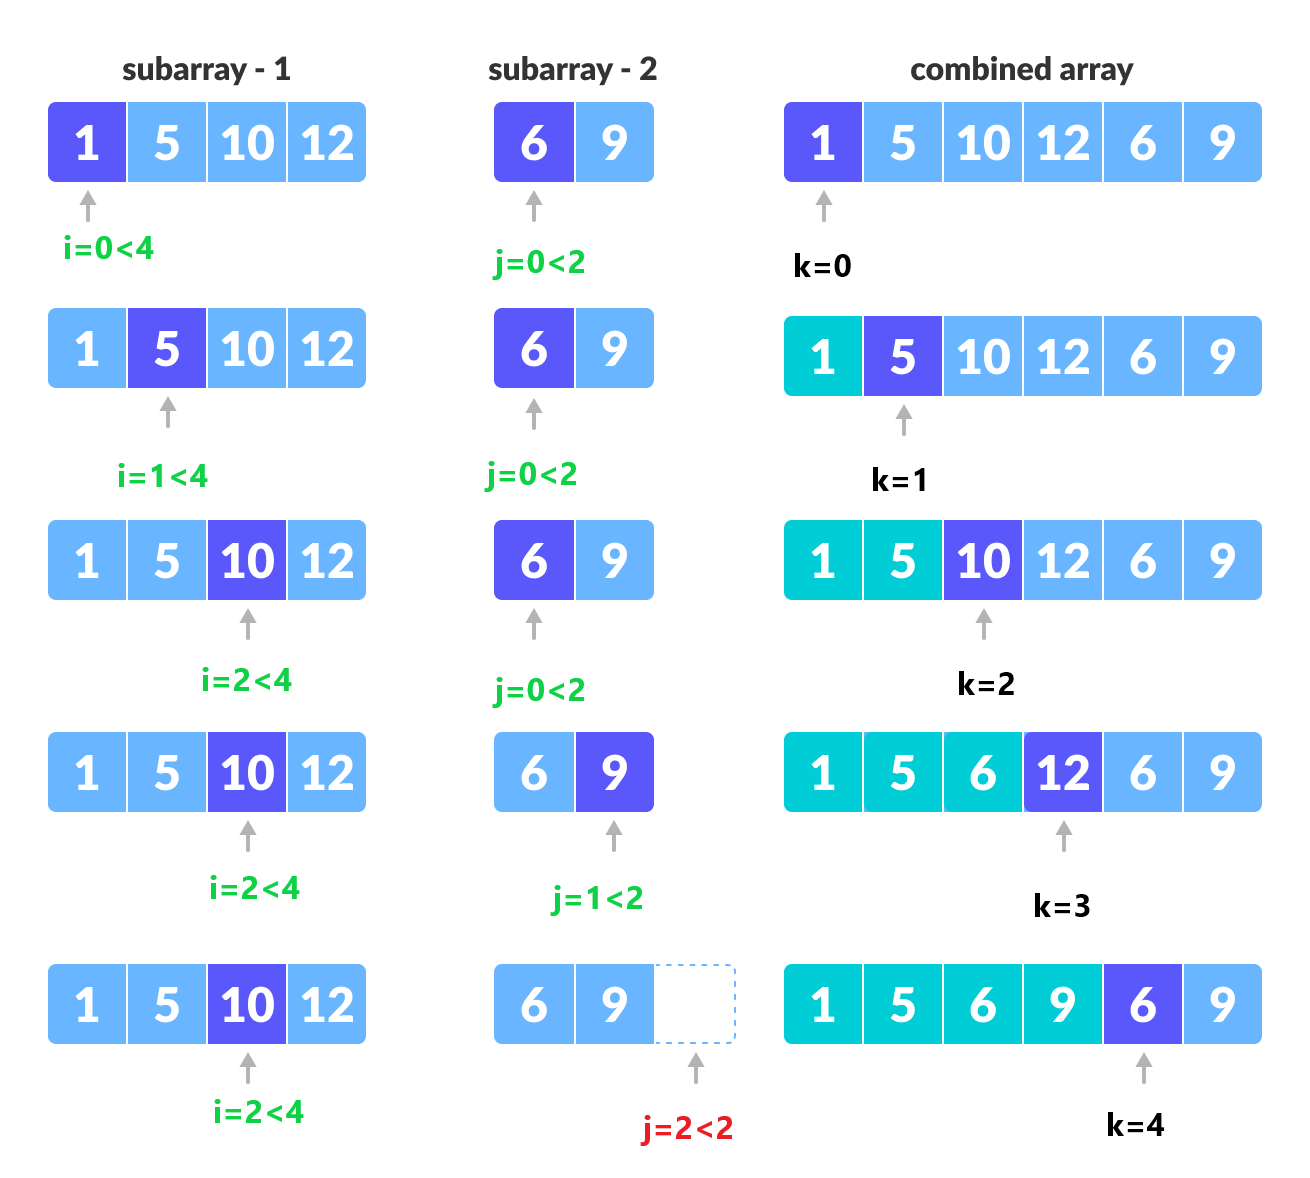 subarray - 1 subarray - 2 combined array
1 5 10 12 6 9 1 5 10 12 6 9
i=0<4 j=0<2 k=0
1 5 10 12 6 9 1 5 10 12 6 9
i=1<4 j=0<2 k=1
1 5 10 12 6 9 1 5 10 12 6 9
i=2<4 j=0<2 k=2
1 5 10 12 6 9 1 5 6 12 6 9
i=2<4 j=1<2 k=3
1 5 10 12 6 9 1 5 6 9 6 9
i=2<4 j=2<2 k=4